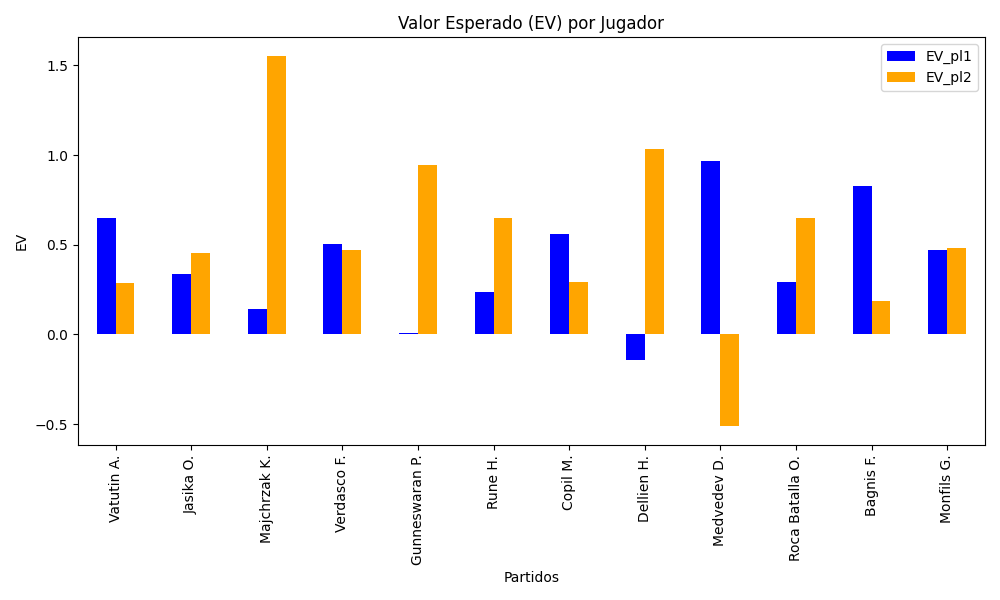 Valor Esperado (EV) por Jugador
EV_pl1
EV_pl2
EV
1.5
1.0
0.5
0.0
−0.5
Vatutin A.
Jasika O.
Majchrzak K.
Verdasco F.
Gunneswaran P.
Rune H.
Copil M.
Dellien H.
Medvedev D.
Roca Batalla O.
Bagnis F.
Monfils G.
Partidos